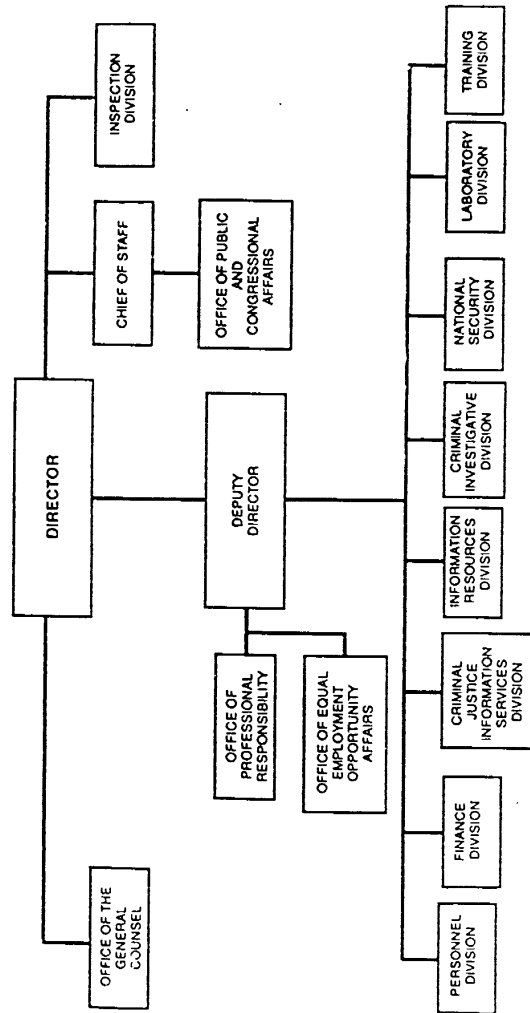 DIRECTOR
OFFICE OF THE
GENERAL
COUNSEL
CHIEF OF STAFF
INSPECTION
DIVISION
OFFICE OF PUBLIC
AND
CONGRESSIONAL
AFFAIRS
DEPUTY
DIRECTOR
OFFICE OF
PROFESSIONAL
RESPONSIBILITY
OFFICE OF EQUAL
EMPLOYMENT
OPPORTUNITY
AFFAIRS
PERSONNEL
DIVISION
FINANCE
DIVISION
CRIMINAL
JUSTICE
INFORMATION
SERVICES
DIVISION
INFORMATION
RESOURCES
DIVISION
CRIMINAL
INVESTIGATIVE
DIVISION
NATIONAL
SECURITY
DIVISION
LABORATORY
DIVISION
TRAINING
DIVISION